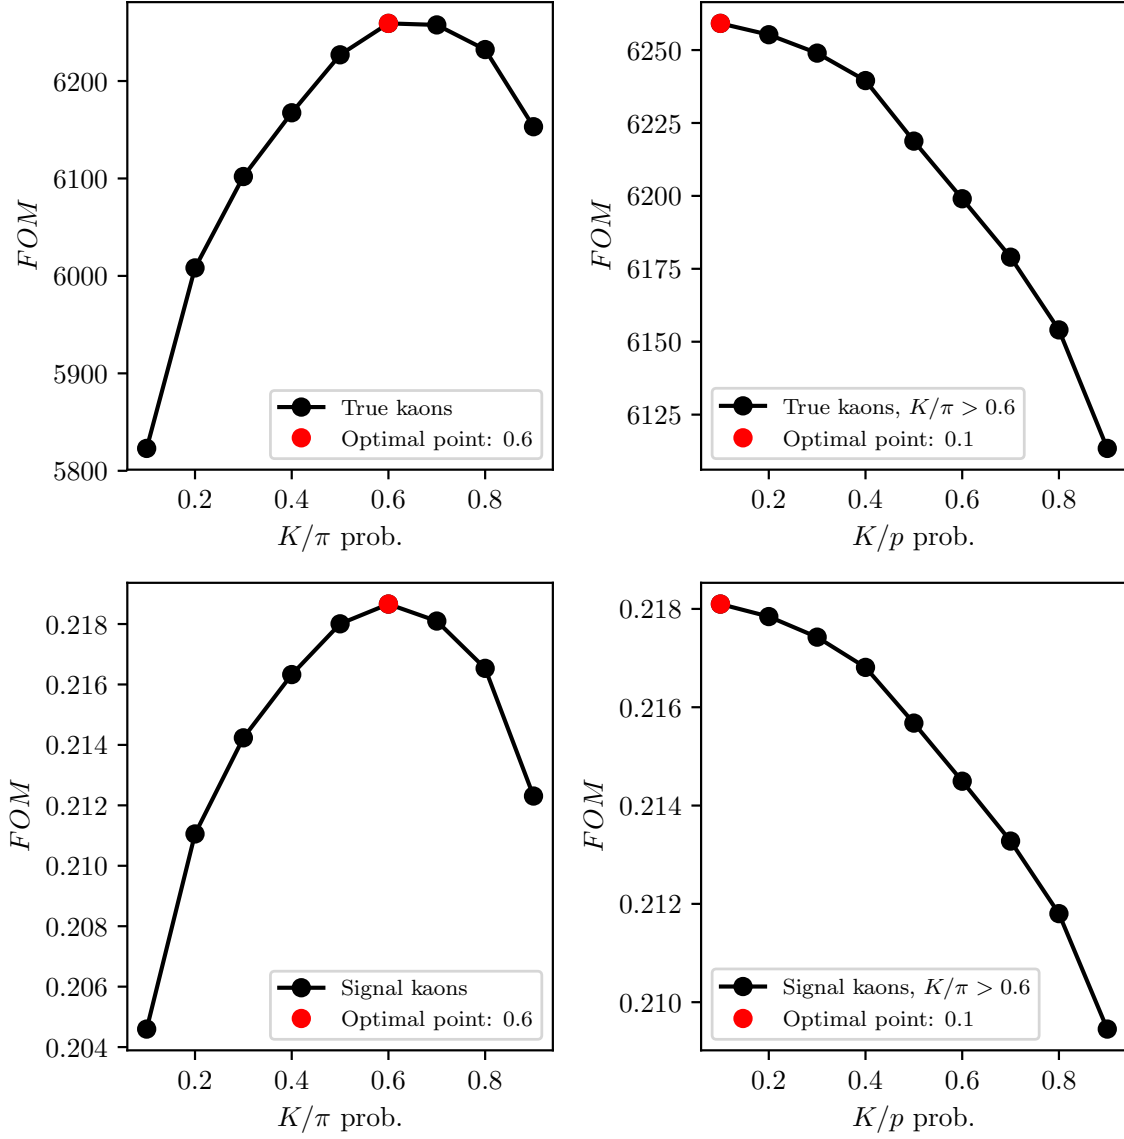 6200
6100
6000
5900
5800
FOM
0.2
0.4
0.6
0.8
K/π prob.
True kaons
Optimal point: 0.6
6250
6225
6200
6175
6150
6125
FOM
0.2
0.4
0.6
0.8
K/p prob.
True kaons, K/π > 0.6
Optimal point: 0.1
0.218
0.216
0.214
0.212
0.210
0.208
0.206
0.204
FOM
0.2
0.4
0.6
0.8
K/π prob.
Signal kaons
Optimal point: 0.6
0.218
0.216
0.214
0.212
0.210
FOM
0.2
0.4
0.6
0.8
K/p prob.
Signal kaons, K/π > 0.6
Optimal point: 0.1